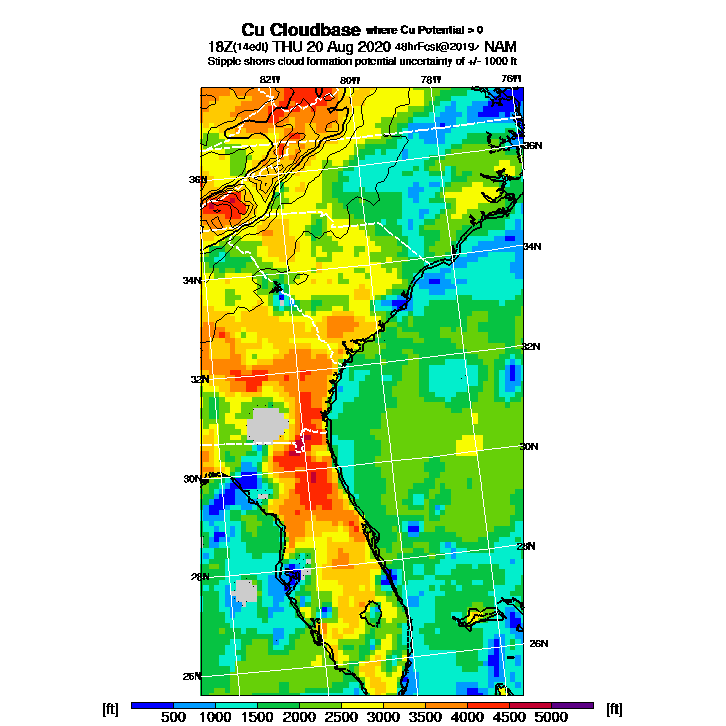 Cu Cloudbase where Cu Potential > 0
18Z(14edt) THU 20 Aug 2020 48hrFcst@2019z NAM
Stipple shows cloud formation potential uncertainty of +/- 1000 ft
82W 80W 78W 76W
36N
36N
34N
34N
32N
32N
30N
30N
28N
28N
26N
26N
[ft] 500 1000 1500 2000 2500 3000 3500 4000 4500 5000 [ft]